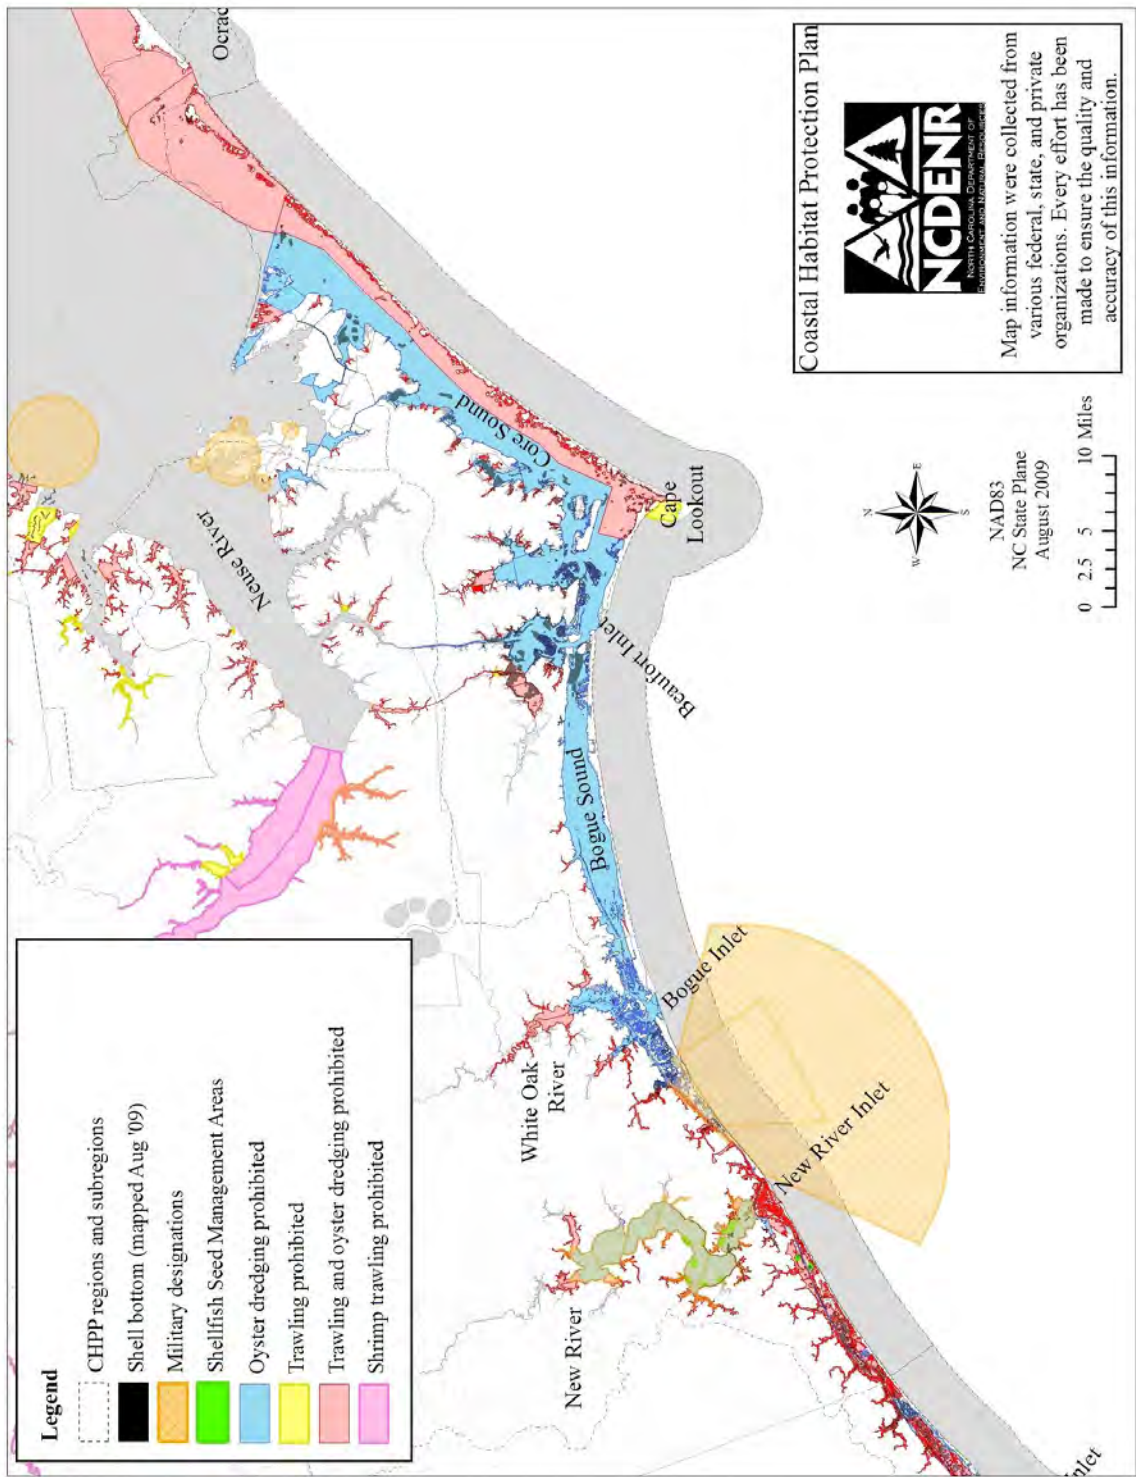 Legend
CHPP regions and subregions
Shell bottom (mapped Aug '09)
Military designations
Shellfish Seed Management Areas
Oyster dredging prohibited
Trawling prohibited
Trawling and oyster dredging prohibited
Shrimp trawling prohibited
Neuse River
Ocrac
Core Sound
Cape
Lookout
Beaufort Inlet
Bogue Sound
Bogue Inlet
White Oak
River
New River
New River Inlet
nlet
N
W
E
S
NAD83
NC State Plane
August 2009
0 2.5 5 10 Miles
Coastal Habitat Protection Plan
NCDENR
NORTH CAROLINA DEPARTMENT OF
ENVIRONMENT AND NATURAL RESOURCES
Map information were collected from
various federal, state, and private
organizations. Every effort has been
made to ensure the quality and
accuracy of this information.